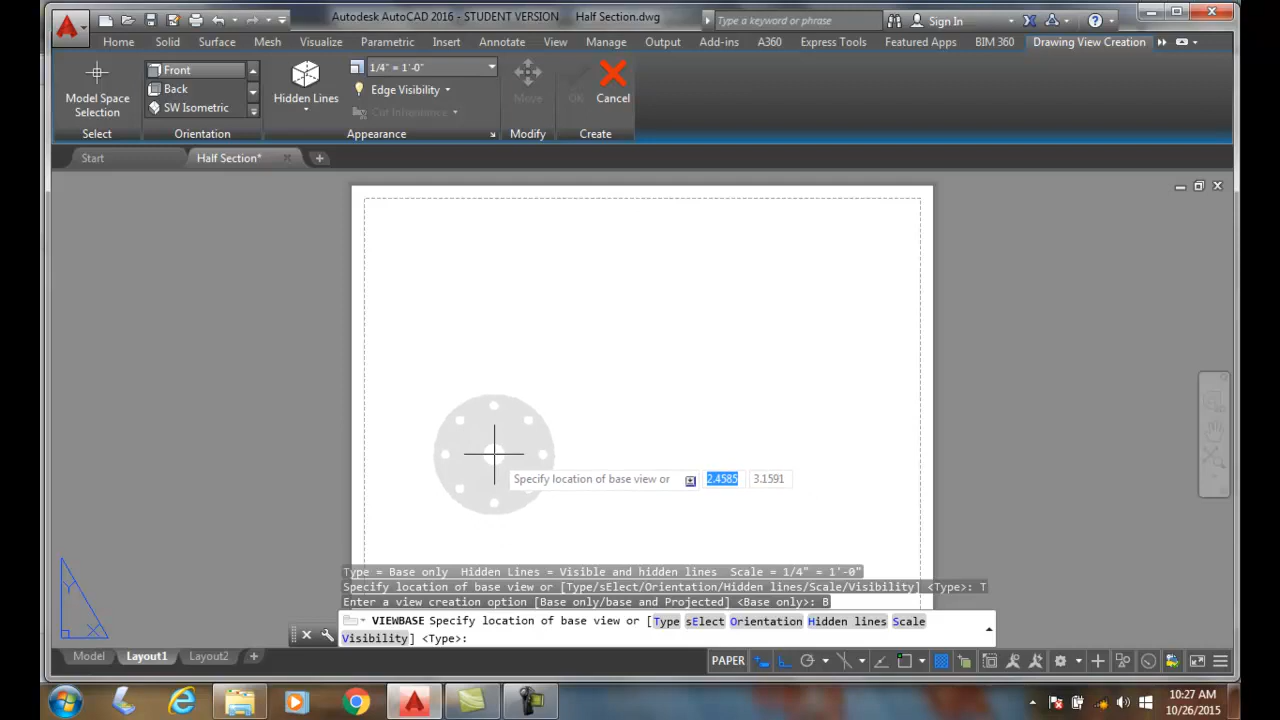 Autodesk AutoCAD 2016 - STUDENT VERSION Half Section.dwg
Type a keyword or phrase
Sign In
Home Solid Surface Mesh Visualize Parametric Insert Annotate View Manage Output Add-ins A360 Express Tools Featured Apps BIM 360 Drawing View Creation
Model Space
Selection
Select
Front
Back
SW Isometric
Orientation
Hidden Lines
1/4" = 1'-0"
Edge Visibility
Cut Inheritance
Appearance
Move
Modify
OK
Cancel
Create
Start
Half Section*
Specify location of base view or 2.4585 3.1591
Type = Base only Hidden Lines = Visible and hidden lines Scale = 1/4" = 1'-0"
Specify location of base view or [Type/sElect/Orientation/Hidden lines/Scale/Visibility] <Type>: T
Enter a view creation option [Base only/base and Projected] <Base only>: B
VIEWBASE Specify location of base view or [Type sElect Orientation Hidden lines Scale
Visibility] <Type>:
Y
X
Model Layout1 Layout2
PAPER
10:27 AM
10/26/2015